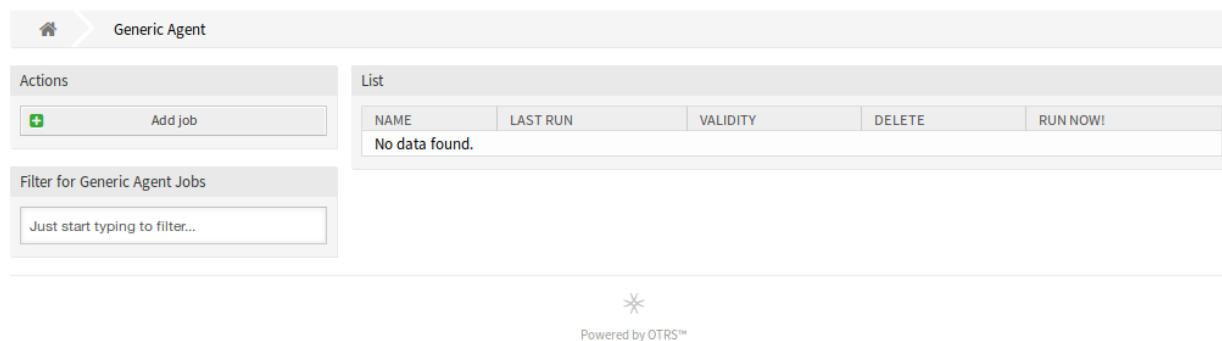 Generic Agent
Actions
Add job
Filter for Generic Agent Jobs
Just start typing to filter...
List
NAME LAST RUN VALIDITY DELETE RUN NOW!
No data found.
Powered by OTRS™